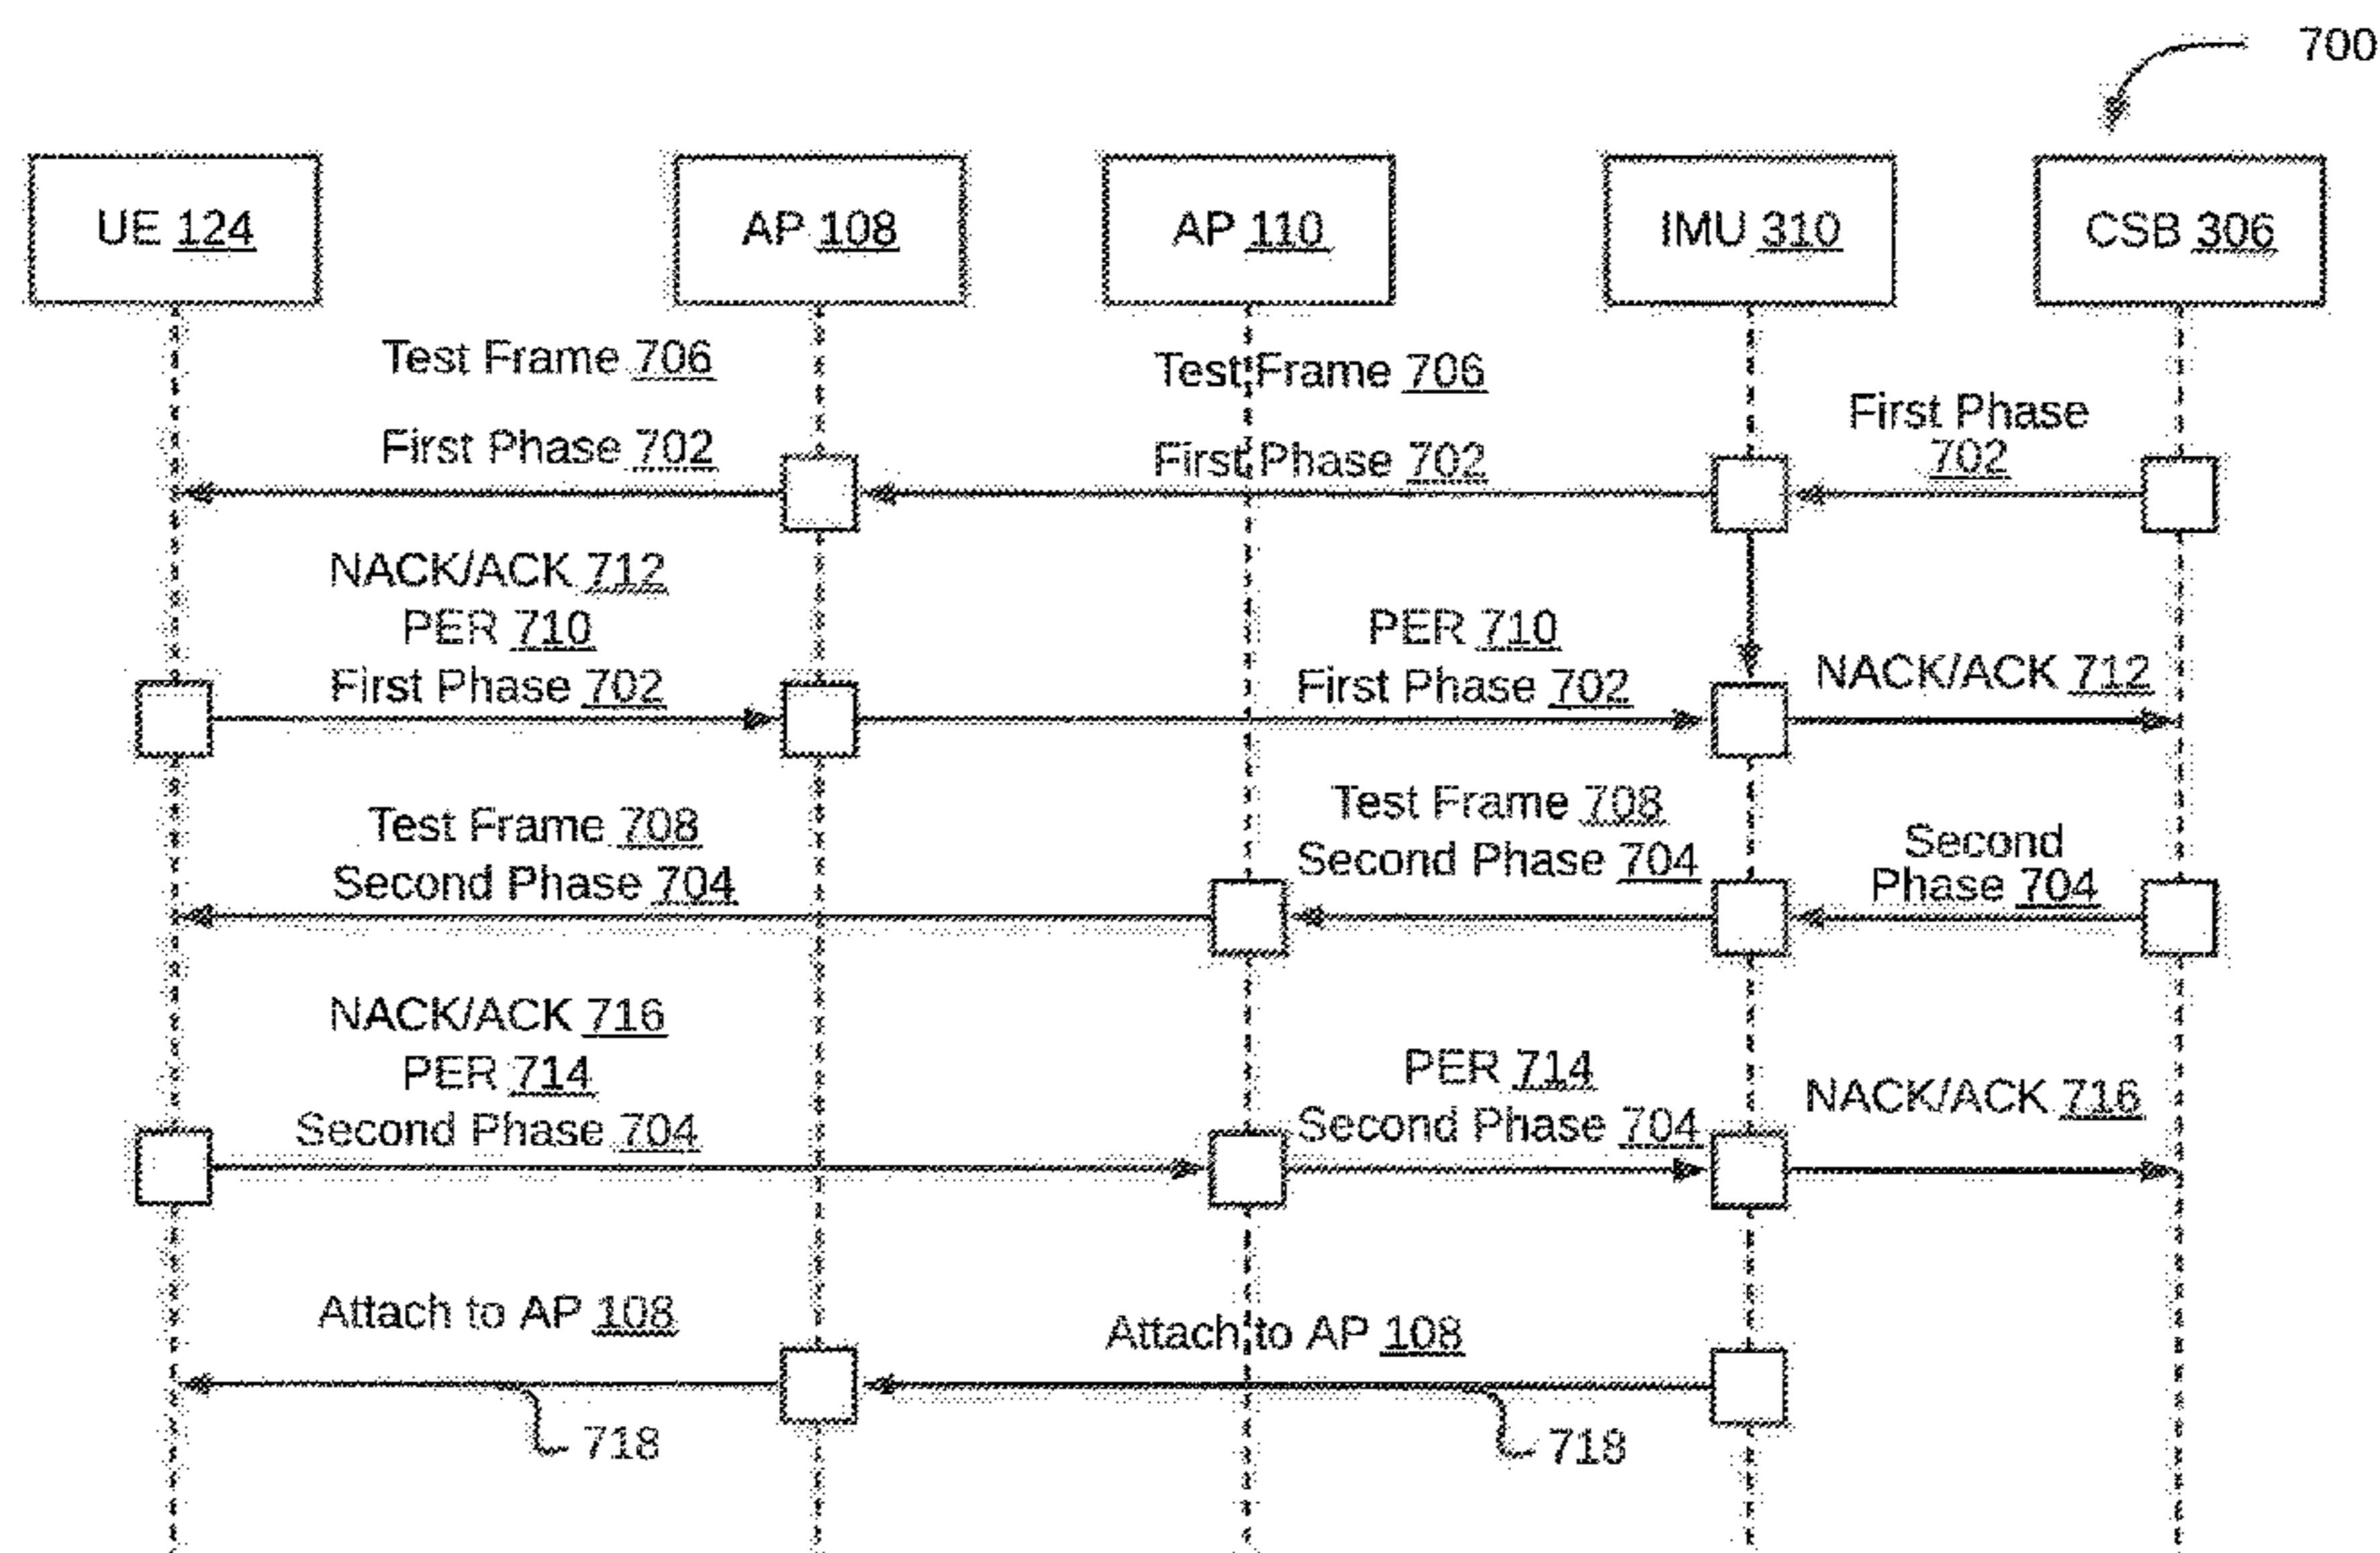 700
UE 124
AP 108
AP 110
IMU 310
CSB 306
Test Frame 706
First Phase 702
Test Frame 706
First Phase 702
First Phase
702
NACK/ACK 712
PER 710
First Phase 702
PER 710
First Phase 702
NACK/ACK 712
Test Frame 708
Second Phase 704
Test Frame 708
Second Phase 704
Second
Phase 704
NACK/ACK 716
PER 714
Second Phase 704
PER 714
Second Phase 704
NACK/ACK 716
Attach to AP 108
718
Attach to AP 108
718